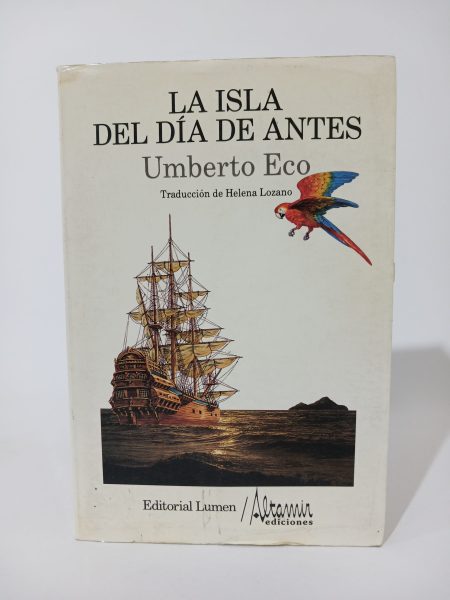 LA ISLA
DEL DÍA DE ANTES
Umberto Eco
Traducción de Helena Lozano
Editorial Lumen / Altamir
ediciones